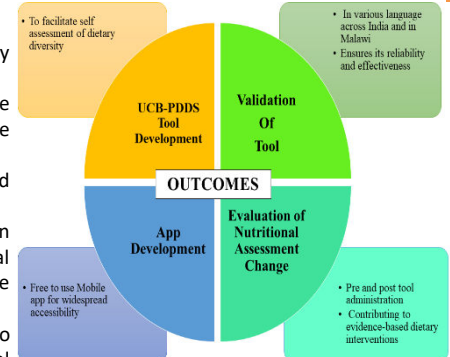 • To facilitate self
assessment of dietary
diversity
• In various language
across India and in
Malawi
• Ensures its reliability
and effectiveness
UCB-PDDS
Tool
Development
Validation
Of
Tool
OUTCOMES
App
Development
Evaluation of
Nutritional
Assessment
Change
• Free to use Mobile
app for widespread
accessibility
• Pre and post tool
administration
• Contributing to
evidence-based dietary
interventions